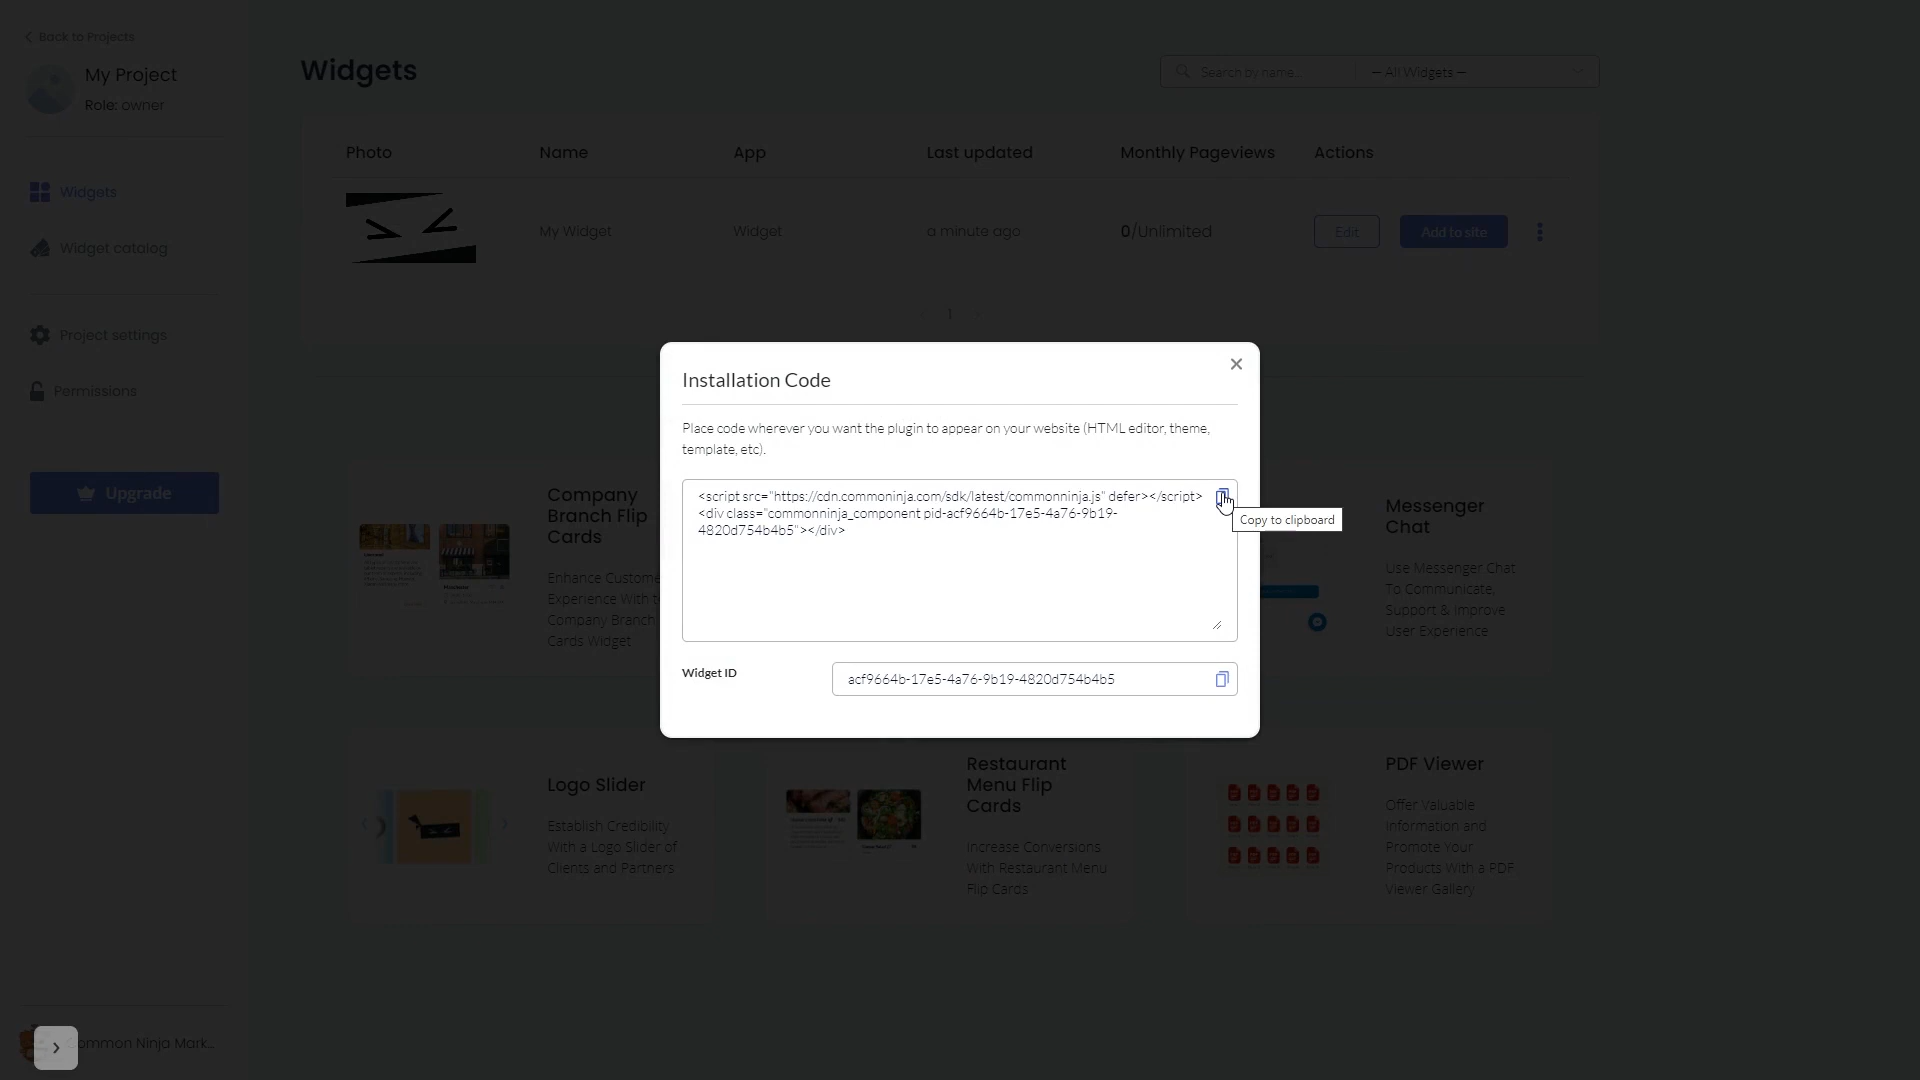 Back to Projects
My Project
Role: owner
Widgets
Widget catalog
Project settings
Permissions
Upgrade
Common Ninja Mark...
Widgets
Search by name...
— All Widgets —
Photo
Name
App
Last updated
Monthly Pageviews
Actions
My Widget
Widget
a minute ago
0/Unlimited
Edit
Add to site
1
Installation Code
Place code wherever you want the plugin to appear on your website (HTML editor, theme,
template, etc).
<script src="https://cdn.commoninja.com/sdk/latest/commonninja.js" defer></script>
<div class="commonninja_component pid-acf9664b-17e5-4a76-9b19-
4820d754b4b5"></div>
Copy to clipboard
Widget ID
acf9664b-17e5-4a76-9b19-4820d754b4b5
Company
Branch Flip
Cards
Enhance Custome
Experience With
Company Branch
Cards Widget
Messenger
Chat
Use Messenger Chat
To Communicate,
Support & Improve
User Experience
Logo Slider
Establish Credibility
With a Logo Slider of
Clients and Partners
Restaurant
Menu Flip
Cards
Increase Conversions
With Restaurant Menu
Flip Cards
PDF Viewer
Offer Valuable
Information and
Promote Your
Products With a PDF
Viewer Gallery